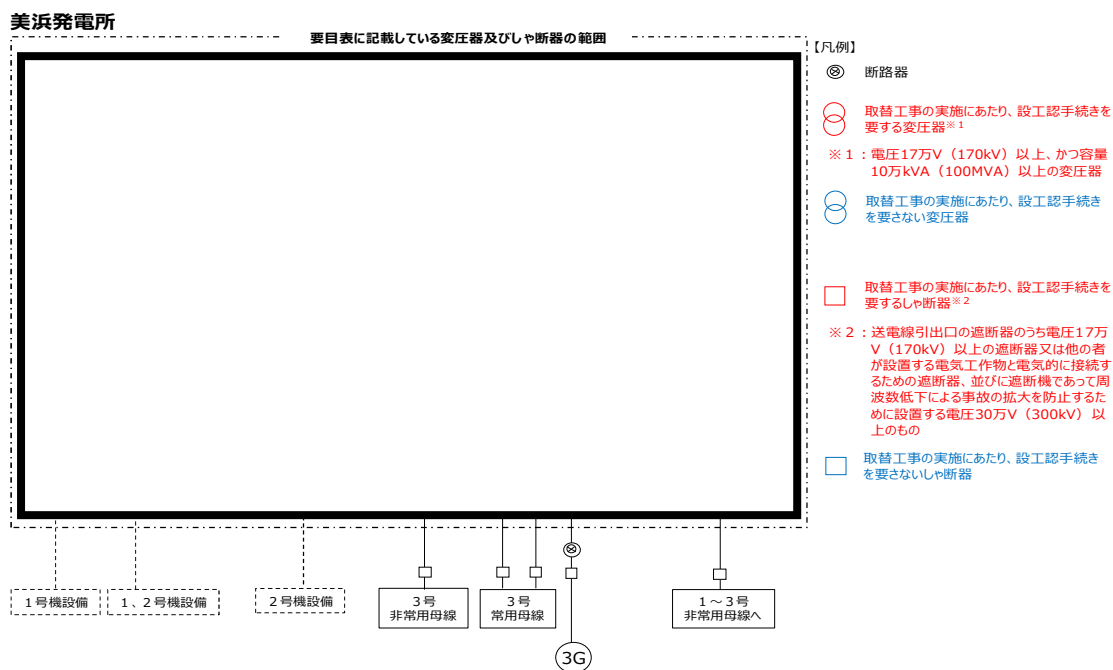 美浜発電所
要目表に記載している変圧器及びしゃ断器の範囲
【凡例】
断路器
取替工事の実施にあたり、設工認手続きを
要する変圧器※1
※1：電圧17万V（170kV）以上、かつ容量
10万kVA（100MVA）以上の変圧器
取替工事の実施にあたり、設工認手続き
を要さない変圧器
取替工事の実施にあたり、設工認手続きを
要するしゃ断器※2
※2：送電線引出口の遮断器のうち電圧17万
V（170kV）以上の遮断器又は他の者
が設置する電気工作物と電気的に接続す
るための遮断器、並びに遮断機であって周
波数低下による事故の拡大を防止するた
めに設置する電圧30万V（300kV）以
上のもの
取替工事の実施にあたり、設工認手続き
を要さないしゃ断器
1号機設備
1、2号機設備
2号機設備
3号
非常用母線
3号
常用母線
1～3号
非常用母線へ
3G